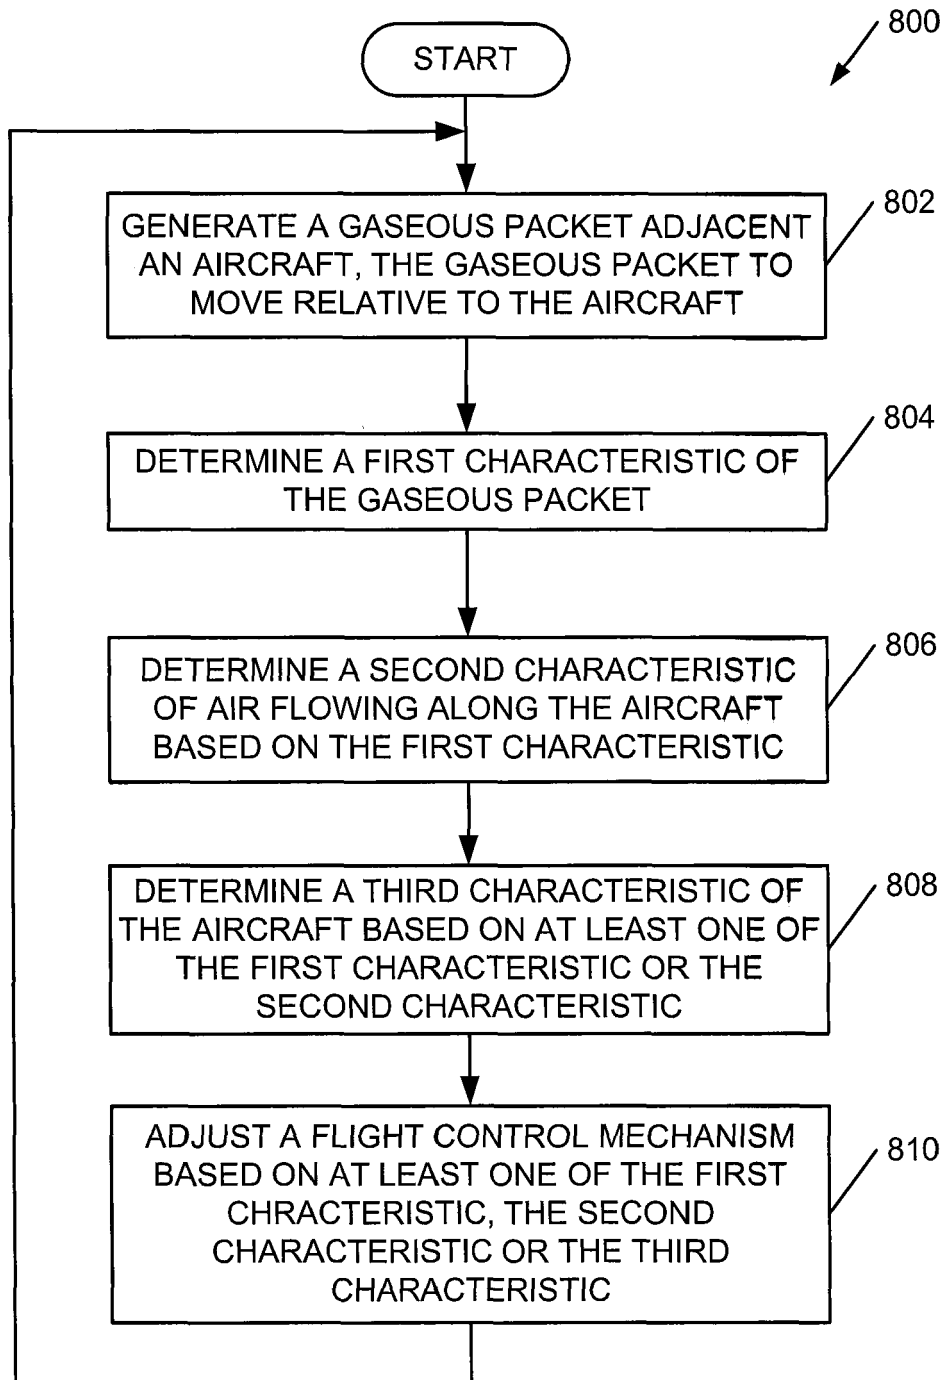 800
START
802
GENERATE A GASEOUS PACKET ADJACENT
AN AIRCRAFT, THE GASEOUS PACKET TO
MOVE RELATIVE TO THE AIRCRAFT
804
DETERMINE A FIRST CHARACTERISTIC OF
THE GASEOUS PACKET
806
DETERMINE A SECOND CHARACTERISTIC
OF AIR FLOWING ALONG THE AIRCRAFT
BASED ON THE FIRST CHARACTERISTIC
808
DETERMINE A THIRD CHARACTERISTIC OF
THE AIRCRAFT BASED ON AT LEAST ONE OF
THE FIRST CHARACTERISTIC OR THE
SECOND CHARACTERISTIC
810
ADJUST A FLIGHT CONTROL MECHANISM
BASED ON AT LEAST ONE OF THE FIRST
CHRACTERISTIC, THE SECOND
CHARACTERISTIC OR THE THIRD
CHARACTERISTIC